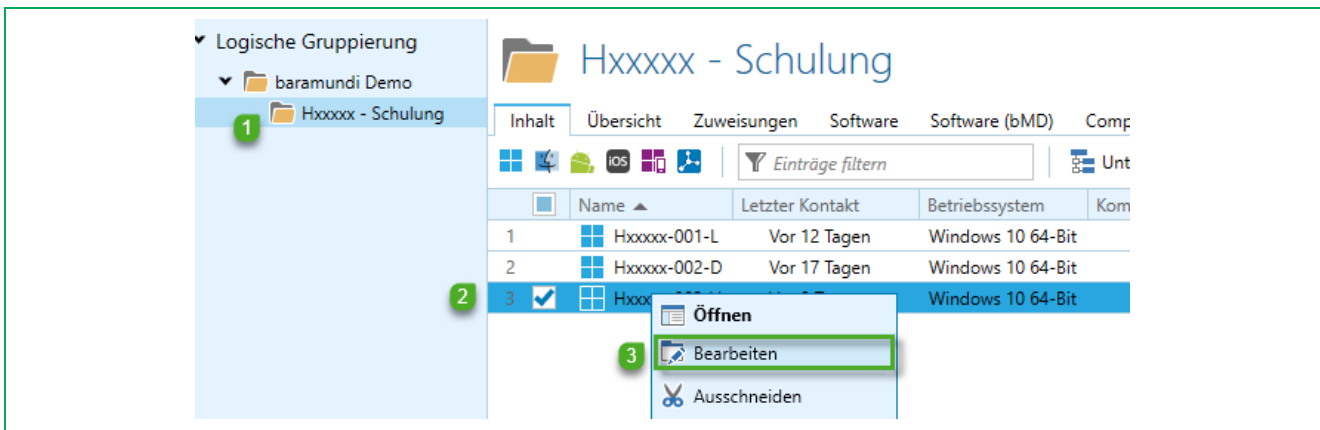 Logische Gruppierung
baramundi Demo
1 Hxxxxx - Schulung
Hxxxxx - Schulung
Inhalt Übersicht Zuweisungen Software Software (bMD) Comp
iOS Einträge filtern Unt
Name Letzter Kontakt Betriebssystem Kom
1 Hxxxxx-001-L Vor 12 Tagen Windows 10 64-Bit
2 Hxxxxx-002-D Vor 17 Tagen Windows 10 64-Bit
2 3 Hxxx Windows 10 64-Bit
Öffnen
3 Bearbeiten
Ausschneiden